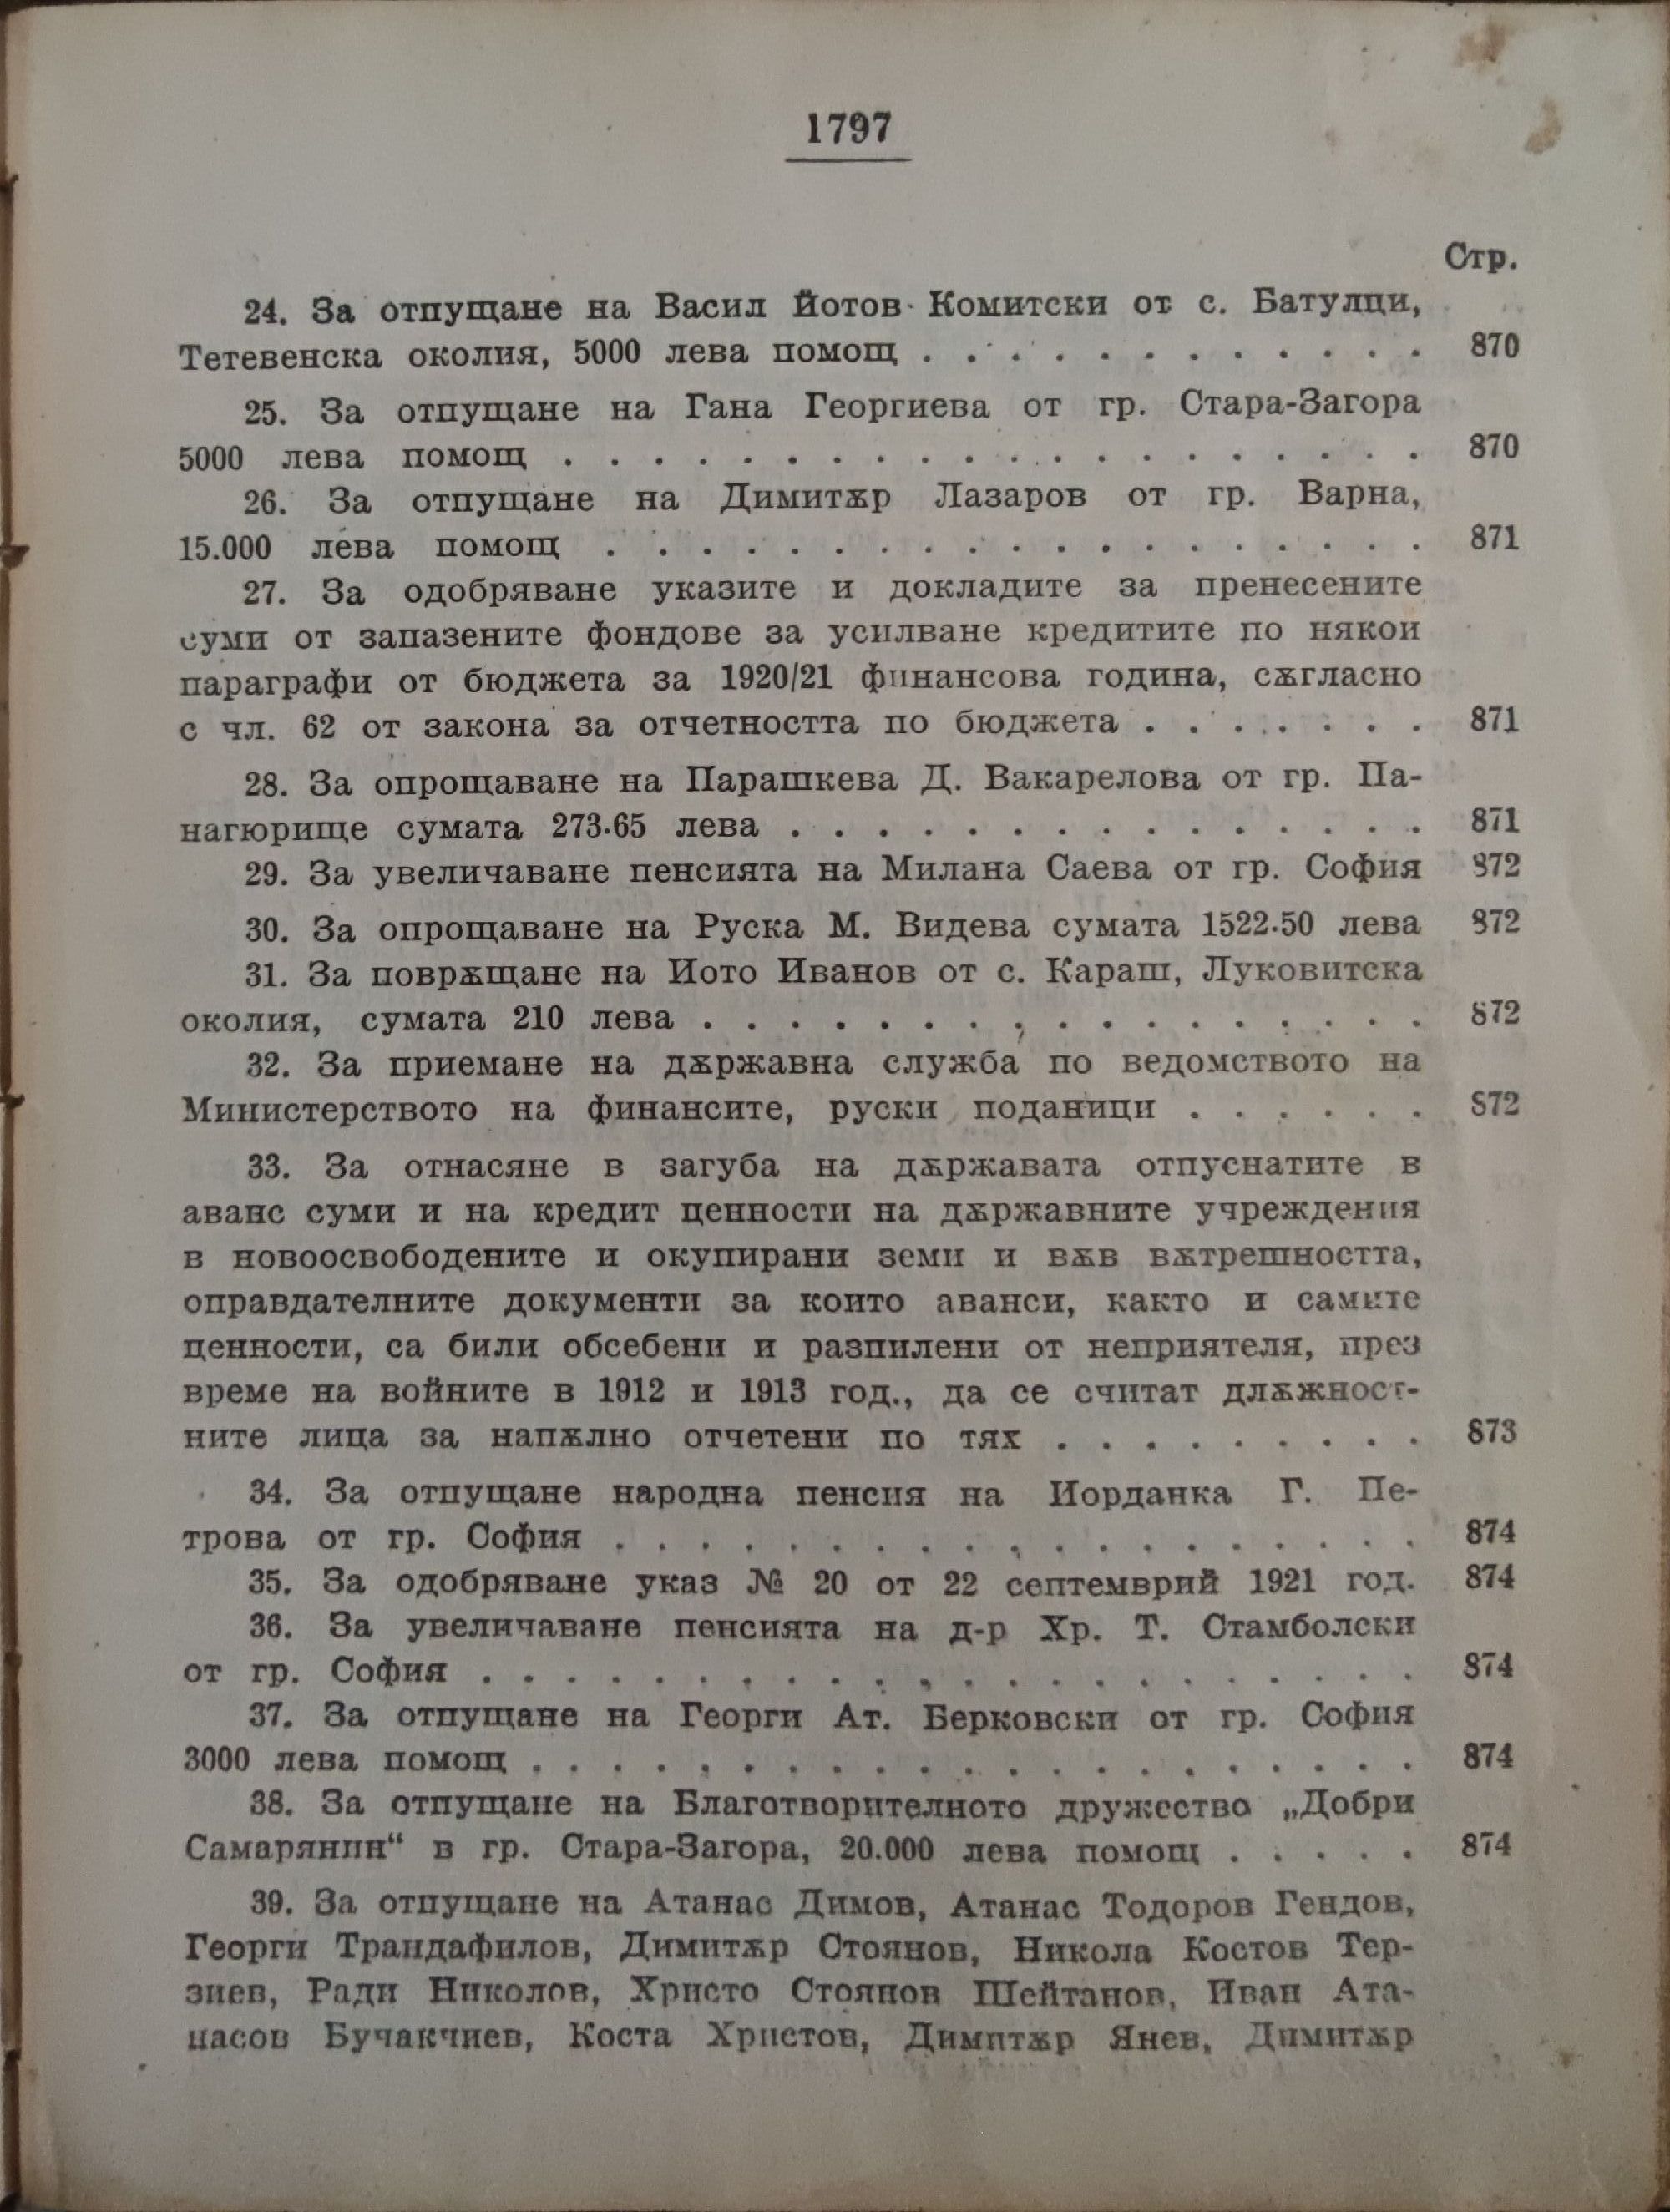 1797
Стр.
24. За отпущане на Васил Йотов Комитски от с. Батулци,
Тетевенска околия, 5000 лева помощ . . . . . . . . . . . . 870
25. За отпущане на Гана Георгиева от гр. Стара-Загора
5000 лева помощ . . . . . . . . . . . . . . . . . . . . 870
26. За отпущане на Димитѫр Лазаров от гр. Варна,
15.000 лева помощ . . . . . . . . . . . . . . . . . . . 871
27. За одобряване указите и докладите за пренесените
суми от запазените фондове за усилване кредитите по някои
параграфи от бюджета за 1920/21 финансова година, сѫгласно
с чл. 62 от закона за отчетността по бюджета . . . . . . . 871
28. За опрощаване на Парашкева Д. Вакарелова от гр. Па-
нагюрище сумата 273·65 лева . . . . . . . . . . . . . . . 871
29. За увеличаване пенсията на Милана Саева от гр. София 872
30. За опрощаване на Руска М. Видева сумата 1522·50 лева 872
31. За поврѫщане на Иото Иванов от с. Караш, Луковитска
околия, сумата 210 лева . . . . . . . . . . . . . . . . . 872
32. За приемане на дѫржавна служба по ведомството на
Министерството на финансите, руски поданици . . . . . . 872
33. За отнасяне в загуба на дѫржавата отпуснатите в
аванс суми и на кредит ценности на дѫржавните учреждения
в новоосвободените и окупирани земи и вѫв вѫтрешността,
оправдателните документи за които аванси, както и самите
ценности, са били обсебени и разпилени от неприятеля, през
време на войните в 1912 и 1913 год., да се считат длѫжност-
ните лица за напѫлно отчетени по тях . . . . . . . . . 873
34. За отпущане народна пенсия на Иорданка Г. Пе-
трова от гр. София . . . . . . . . . . . . . . . . . . . 874
35. За одобряване указ № 20 от 22 септемврий 1921 год. 874
36. За увеличаване пенсията на д-р Хр. Т. Стамболски
от гр. София . . . . . . . . . . . . . . . . . . . . . . 874
37. За отпущане на Георги Ат. Берковски от гр. София
3000 лева помощ . . . . . . . . . . . . . . . . . . . . . 874
38. За отпущане на Благотворителното дружество „Добри
Самарянин“ в гр. Стара-Загора, 20.000 лева помощ . . . . . 874
39. За отпущане на Атанас Димов, Атанас Тодоров Гендов,
Георги Трандафилов, Димитѫр Стоянов, Никола Костов Тер-
зиев, Ради Николов, Христо Стоянов Шейтанов, Иван Ата-
насов Бучакчиев, Коста Христов, Димитѫр Янев, Димитѫр